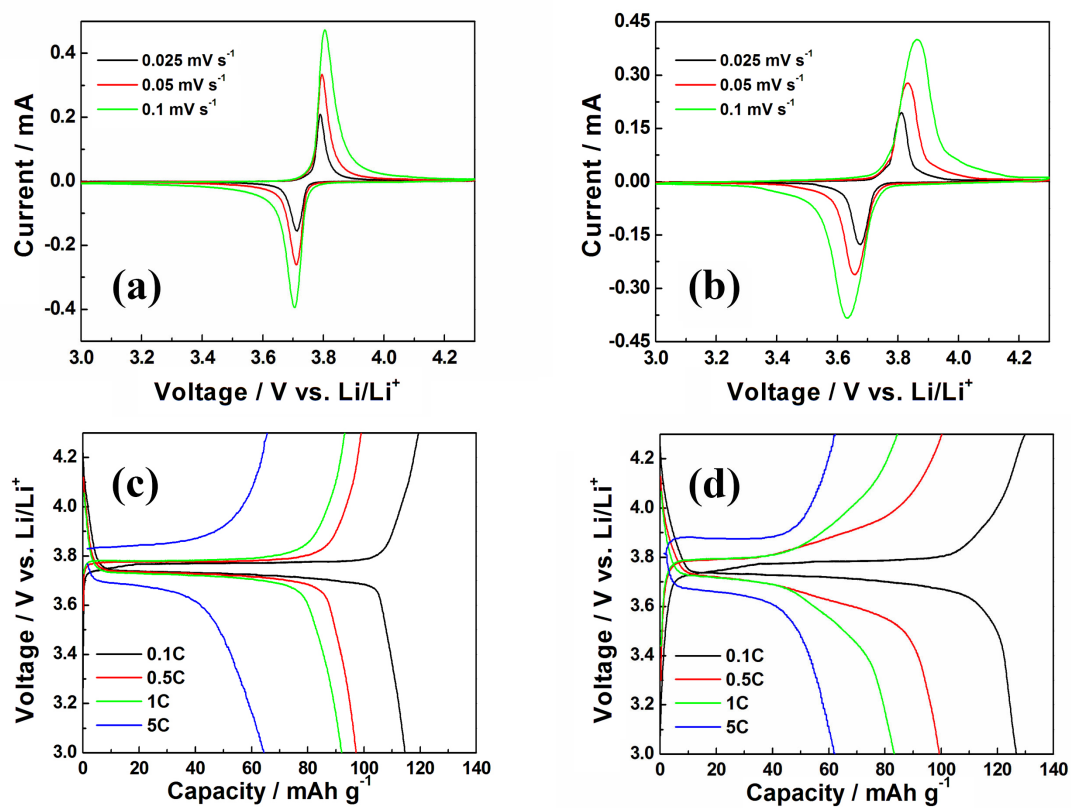 0.4
0.2
0.0
-0.2
-0.4
Current / mA
0.025 mV s⁻¹
0.05 mV s⁻¹
0.1 mV s⁻¹
(a)
3.0 3.2 3.4 3.6 3.8 4.0 4.2
Voltage / V vs. Li/Li⁺
0.45
0.30
0.15
0.00
-0.15
-0.30
-0.45
Current / mA
0.025 mV s⁻¹
0.05 mV s⁻¹
0.1 mV s⁻¹
(b)
3.0 3.2 3.4 3.6 3.8 4.0 4.2
Voltage / V vs. Li/Li⁺
4.2
4.0
3.8
3.6
3.4
3.2
3.0
Voltage / V vs. Li/Li⁺
(c)
0.1C
0.5C
1C
5C
0 20 40 60 80 100 120 140
Capacity / mAh g⁻¹
4.2
4.0
3.8
3.6
3.4
3.2
3.0
Voltage / V vs. Li/Li⁺
(d)
0.1C
0.5C
1C
5C
0 20 40 60 80 100 120 140
Capacity / mAh g⁻¹